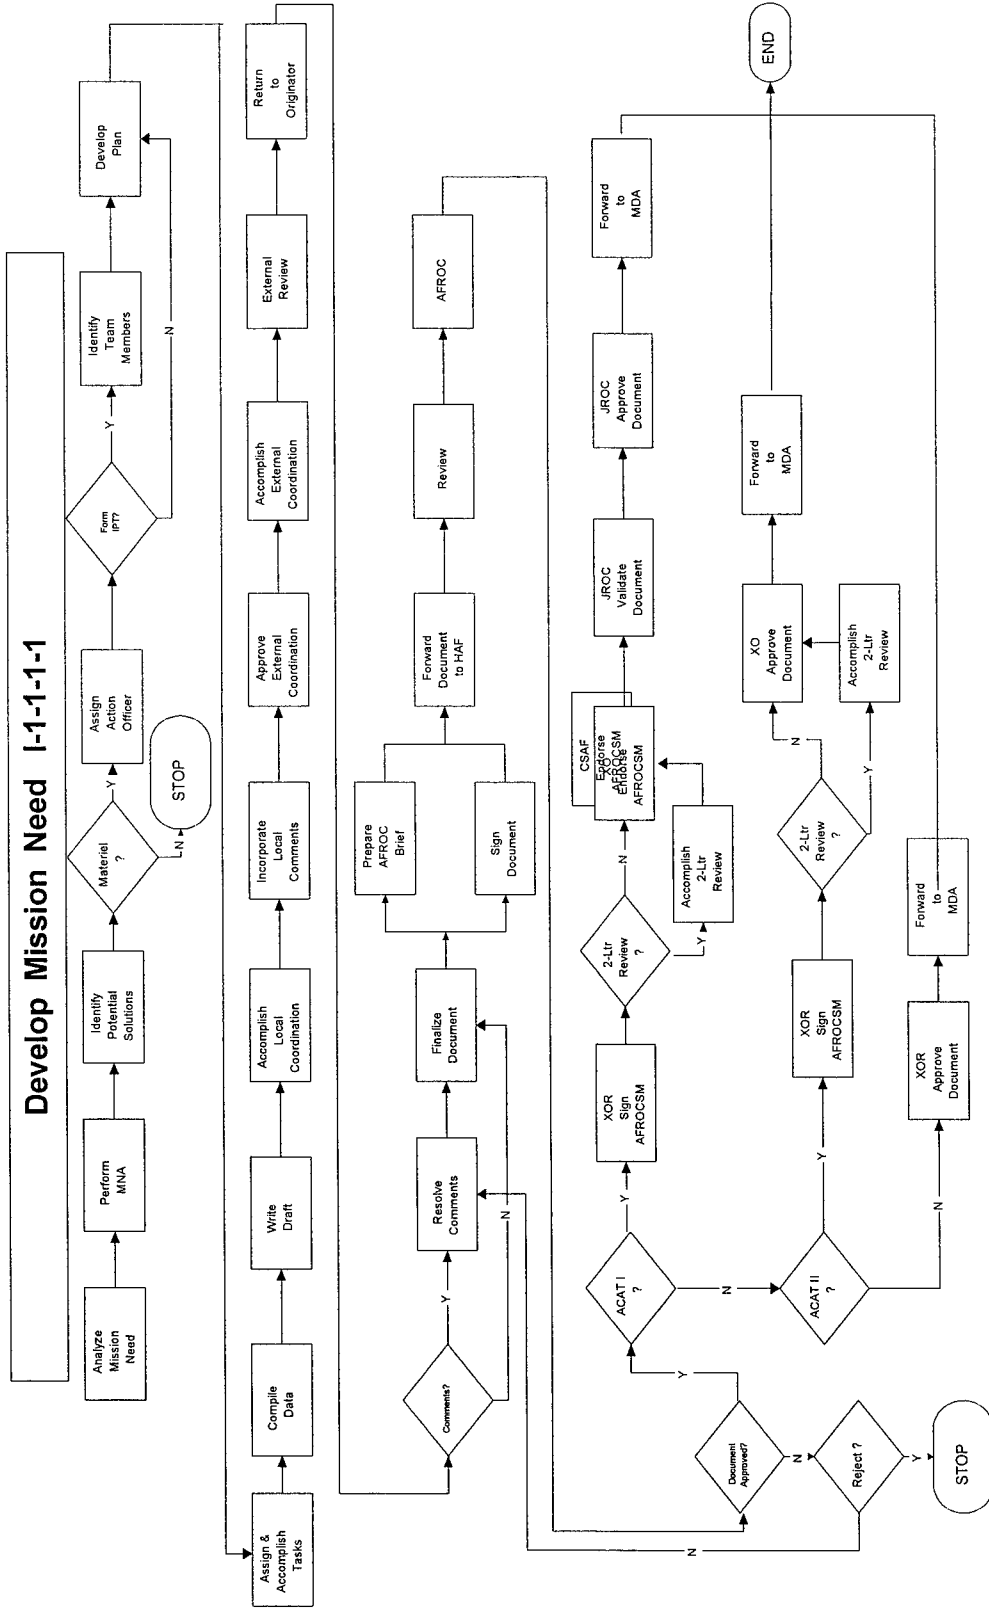 Develop Mission Need I-1-1-1-1
Analyze
Mission
Need
Perform
MNA
Identify
Potential
Solutions
Materiel
?
Y
N
STOP
Assign
Action
Officer
Form
IPT?
Y
N
Identify
Team
Members
Develop
Plan
Assign &
Accomplish
Tasks
Compile
Data
Write
Draft
Accomplish
Local
Coordination
Incorporate
Local
Comments
Approve
External
Coordination
Accomplish
External
Coordination
External
Review
Return
to
Originator
Comments?
Y
N
Resolve
Comments
Finalize
Document
Prepare
AFROC
Brief
Sign
Document
Forward
Document
to HAF
Review
AFROC
Document
Approved?
Y
N
Reject ?
N
Y
STOP
ACAT I
?
Y
N
XOR
Sign
AFROCSM
2-Ltr
Review
?
N
Y
Accomplish
2-Ltr
Review
CSAF
Endorse
AFROCSM
XO
Endorse
AFROCSM
JROC
Validate
Document
JROC
Approve
Document
Forward
to
MDA
ACAT II
?
Y
N
XOR
Sign
AFROCSM
2-Ltr
Review
?
N
Y
Accomplish
2-Ltr
Review
XO
Approve
Document
Forward
to
MDA
XOR
Approve
Document
Forward
to
MDA
END